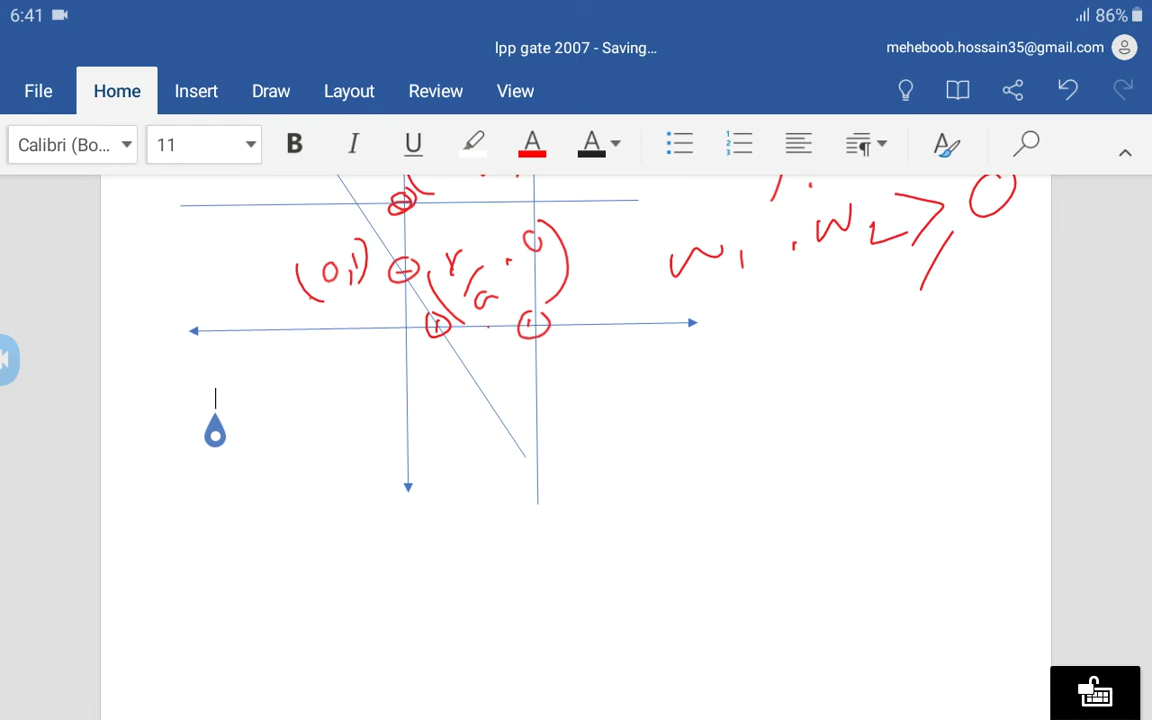 6:41 86%
lpp gate 2007 - Saving...
meheboob.hossain35@gmail.com
File Home Insert Draw Layout Review View
Calibri (Bo... 11 B I U A A
(0,1) (r/a . 0)
w1 . w2 ≥ 0